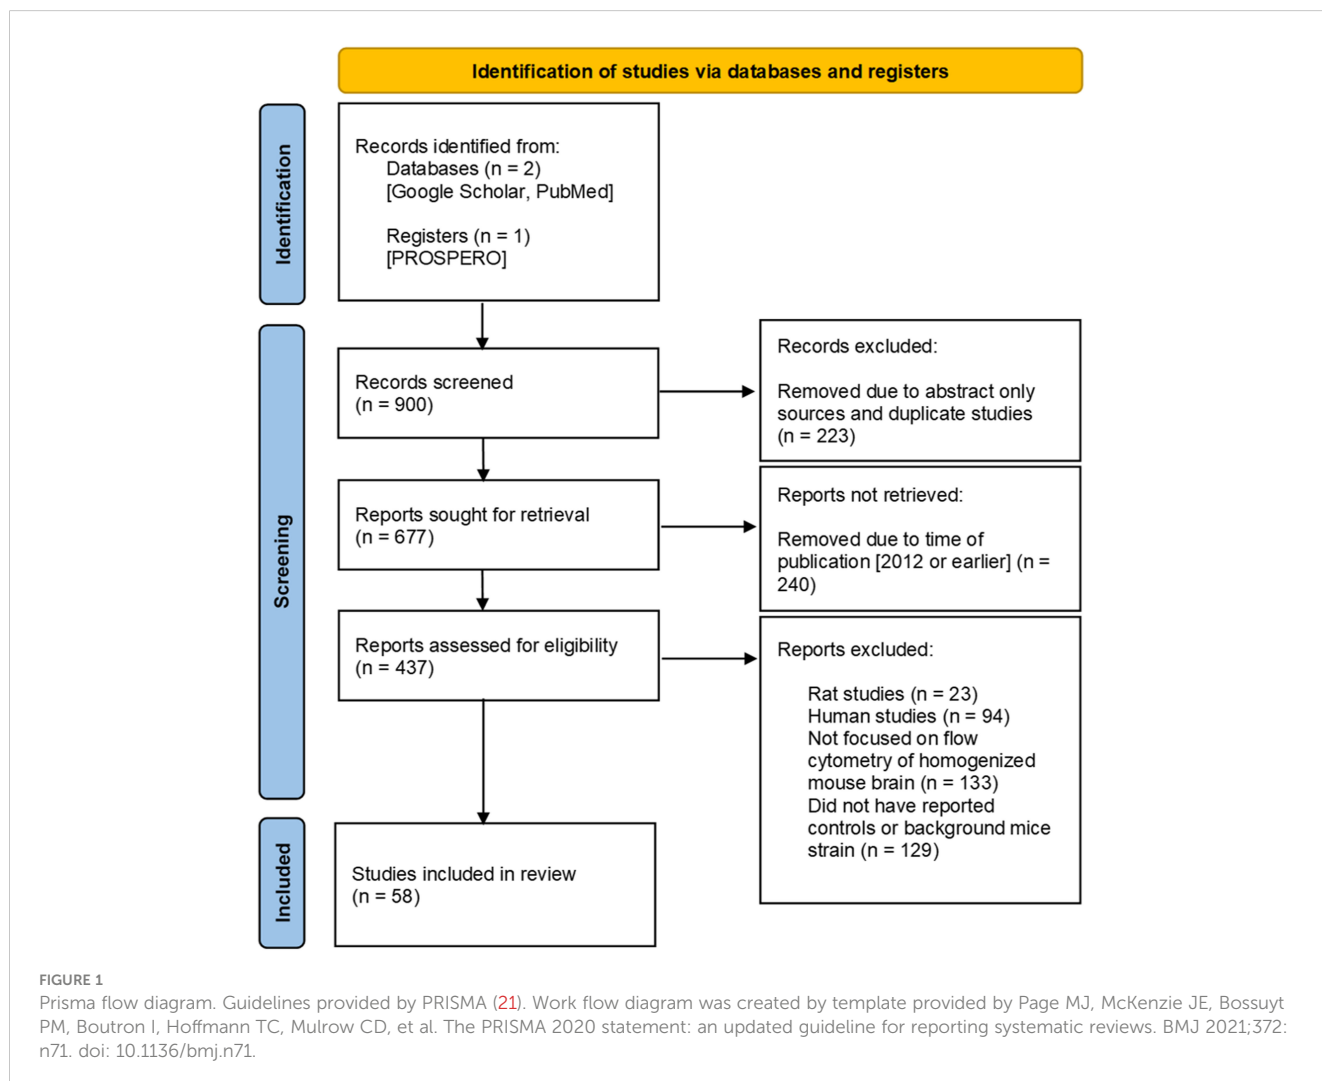 Identification of studies via databases and registers
Identification
Records identified from:
Databases (n = 2)
[Google Scholar, PubMed]
Registers (n = 1)
[PROSPERO]
Screening
Records screened
(n = 900)
Records excluded:
Removed due to abstract only
sources and duplicate studies
(n = 223)
Reports sought for retrieval
(n = 677)
Reports not retrieved:
Removed due to time of
publication [2012 or earlier] (n =
240)
Reports assessed for eligibility
(n = 437)
Reports excluded:
Rat studies (n = 23)
Human studies (n = 94)
Not focused on flow
cytometry of homogenized
mouse brain (n = 133)
Did not have reported
controls or background mice
strain (n = 129)
Included
Studies included in review
(n = 58)
FIGURE 1
Prisma flow diagram. Guidelines provided by PRISMA (21). Work flow diagram was created by template provided by Page MJ, McKenzie JE, Bossuyt
PM, Boutron I, Hoffmann TC, Mulrow CD, et al. The PRISMA 2020 statement: an updated guideline for reporting systematic reviews. BMJ 2021;372:
n71. doi: 10.1136/bmj.n71.